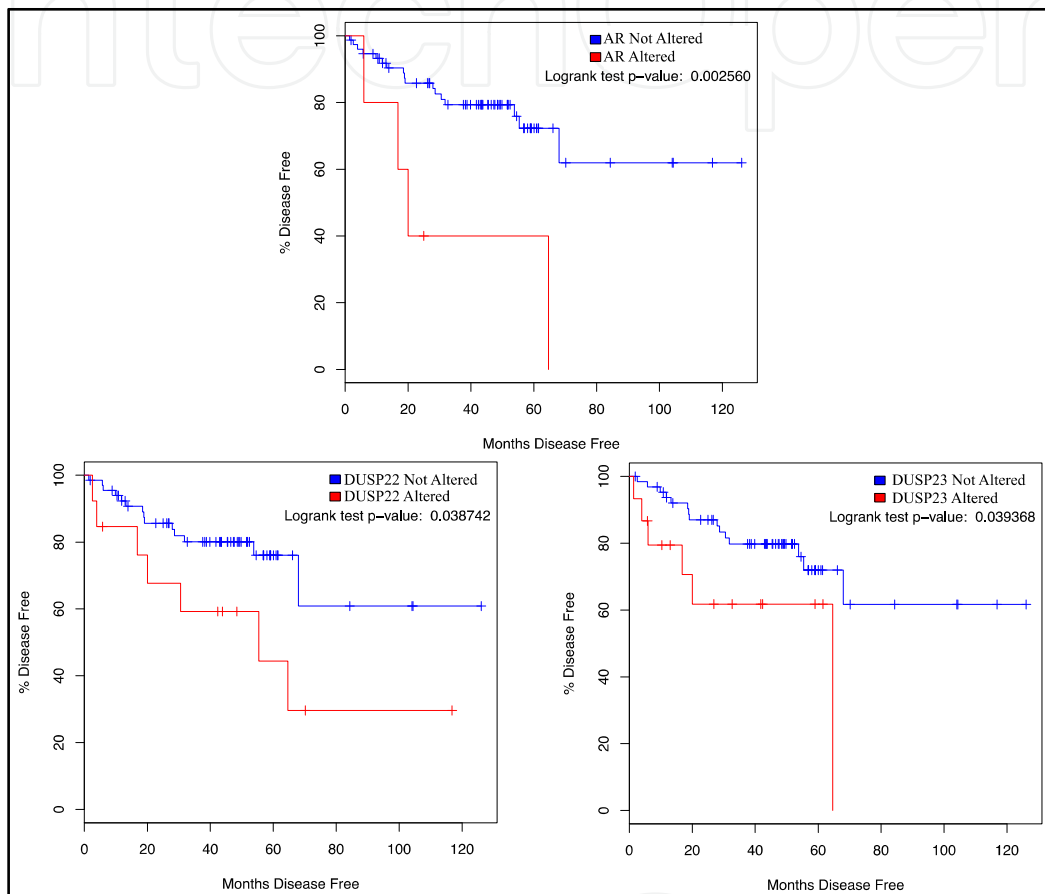 ntechOpen
100
80
60
40
20
0
% Disease Free
AR Not Altered
AR Altered
Logrank test p-value: 0.002560
0 20 40 60 80 100 120
Months Disease Free
100
80
60
40
20
0
% Disease Free
DUSP22 Not Altered
DUSP22 Altered
Logrank test p-value: 0.038742
0 20 40 60 80 100 120
Months Disease Free
100
80
60
40
20
0
% Disease Free
DUSP23 Not Altered
DUSP23 Altered
Logrank test p-value: 0.039368
0 20 40 60 80 100 120
Months Disease Free